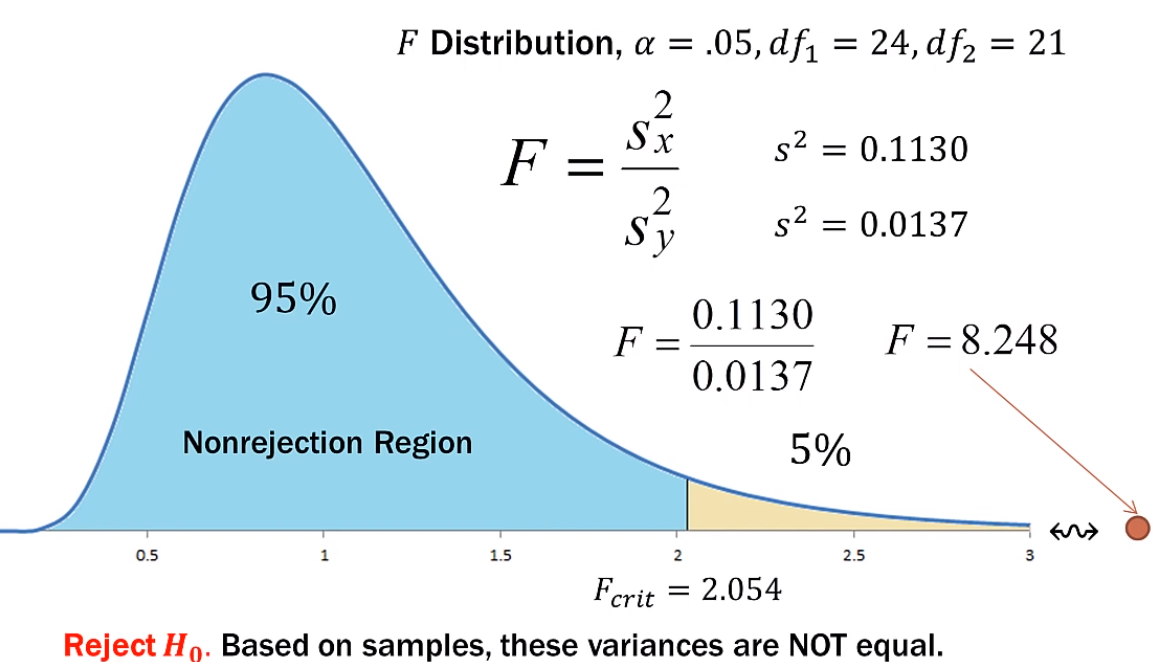 F Distribution, α = .05, df₁ = 24, df₂ = 21
F = s²ₓ / s²ᵧ
s² = 0.1130
s² = 0.0137
95%
F = 0.1130 / 0.0137
F = 8.248
Nonrejection Region
5%
0.5 1 1.5 2 2.5 3
F_crit = 2.054
Reject H₀. Based on samples, these variances are NOT equal.